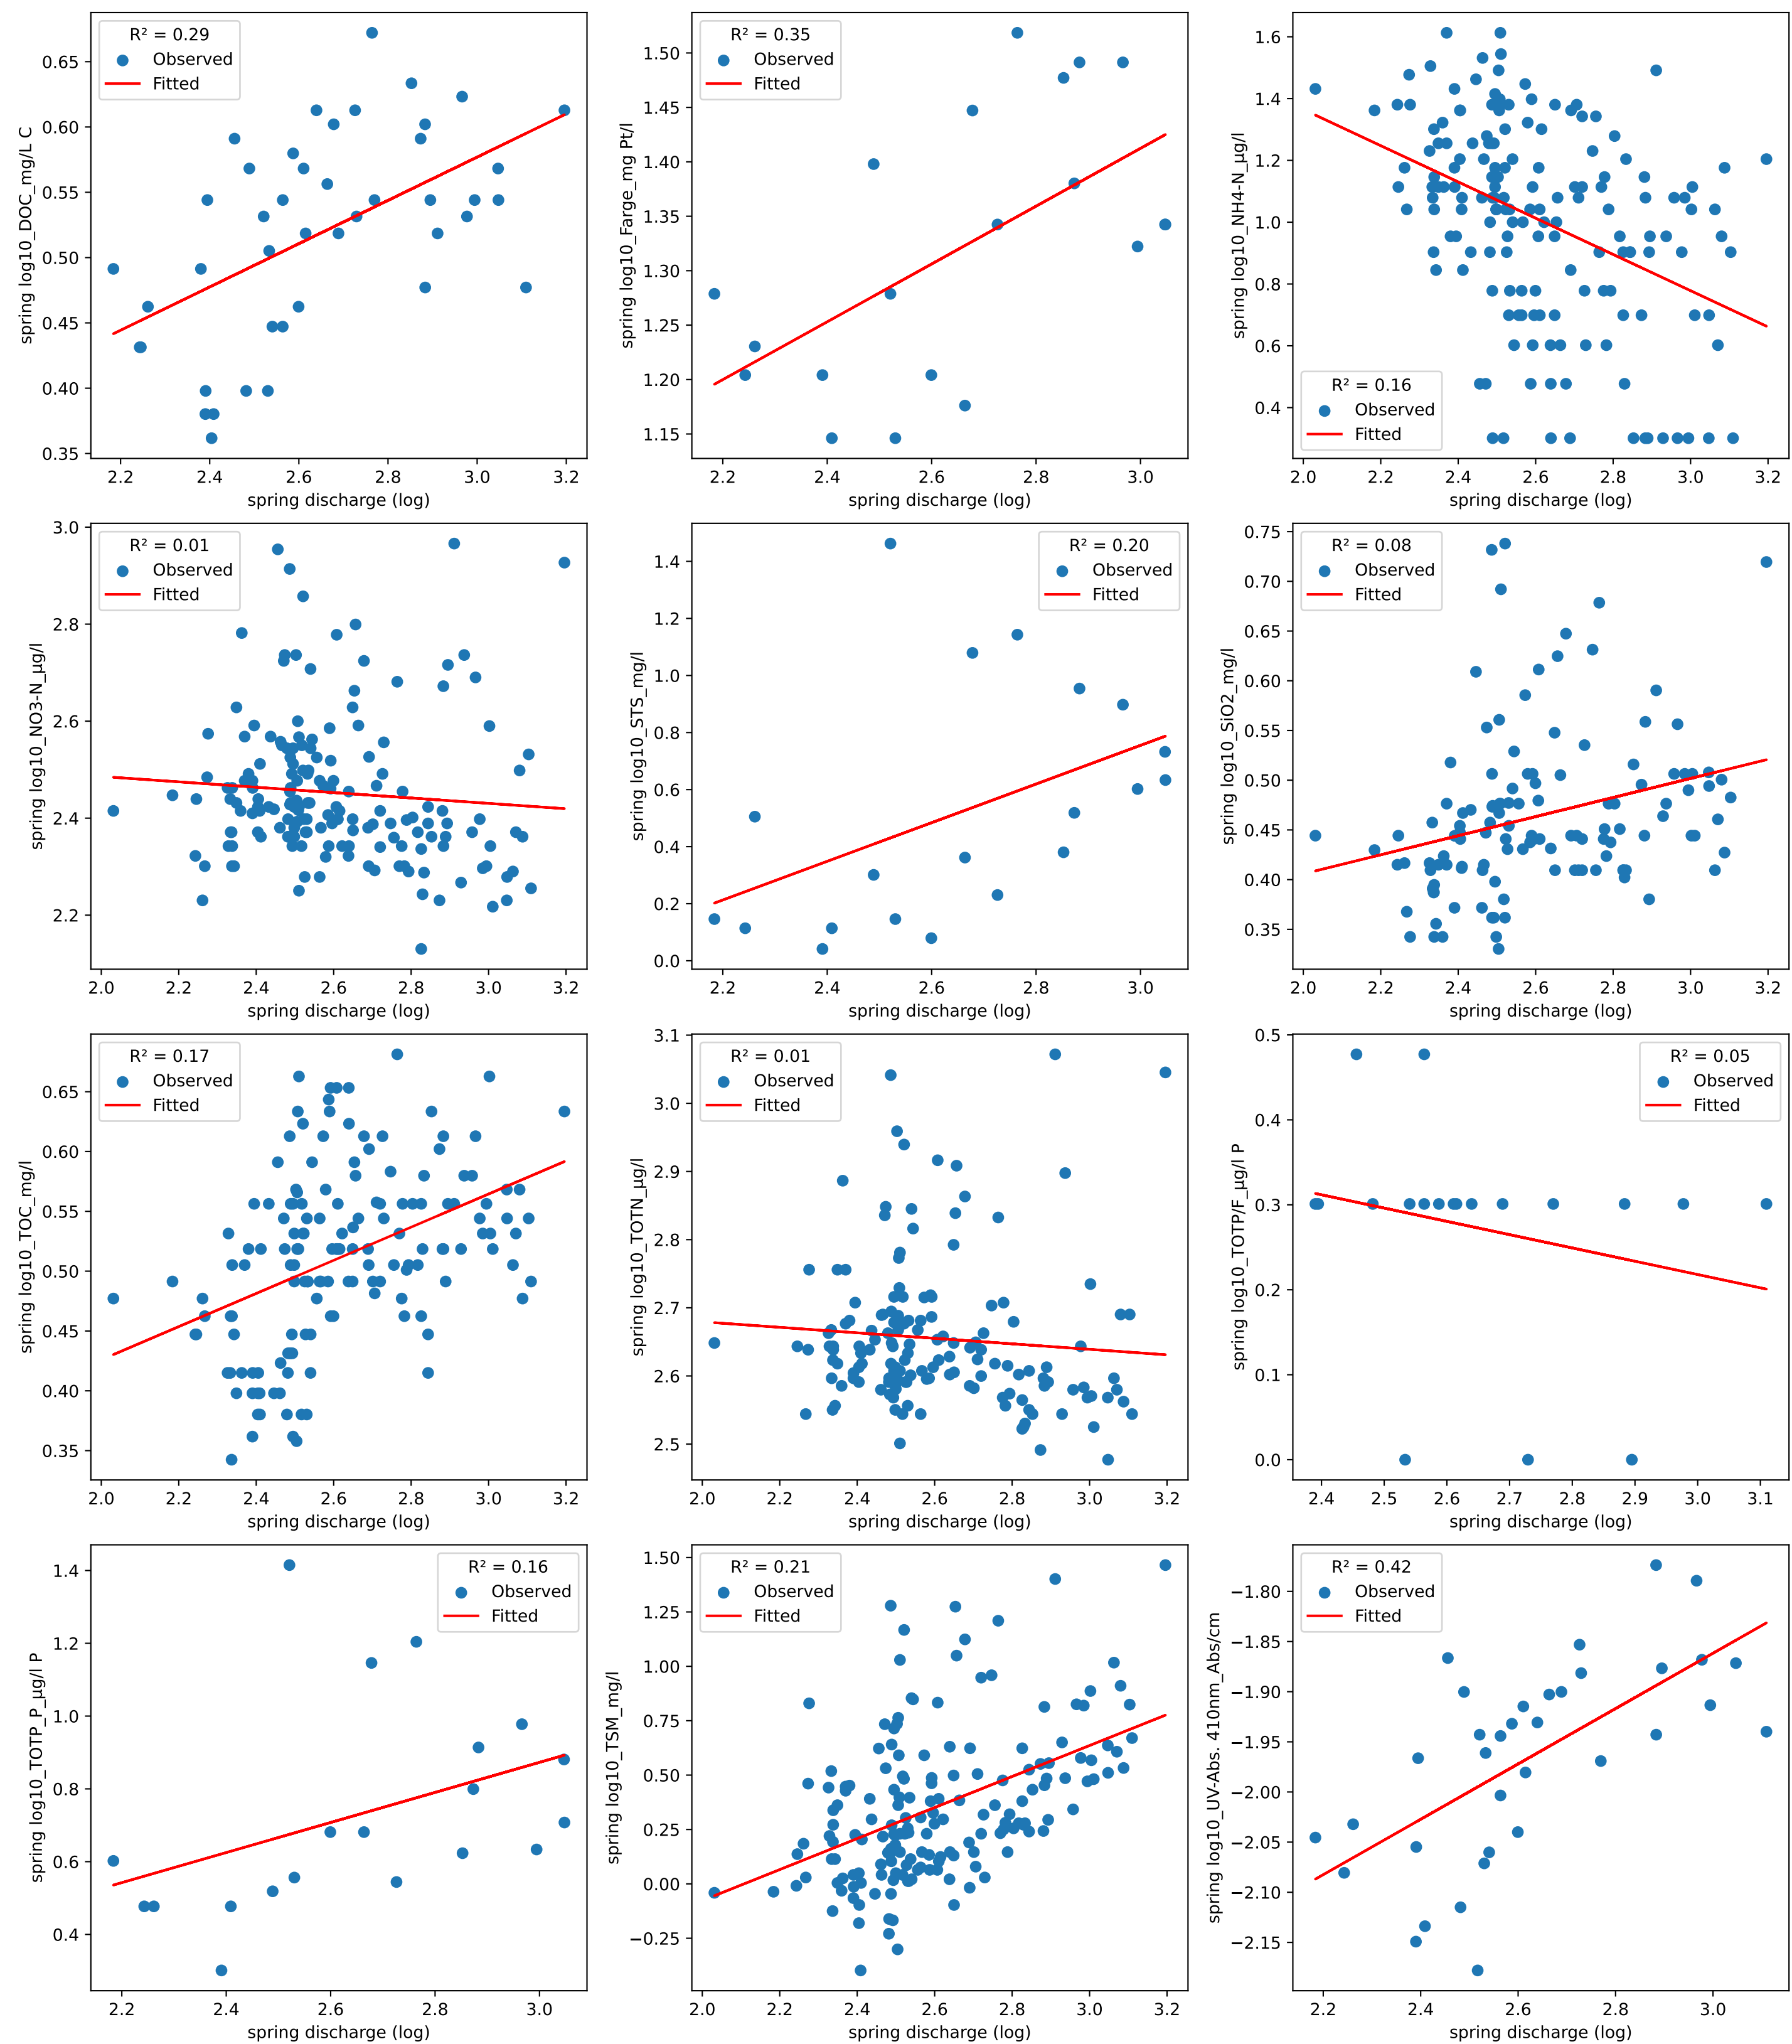 R² = 0.29
Observed
Fitted
spring log10_DOC_mg/L C
0.65
0.60
0.55
0.50
0.45
0.40
0.35
2.2 2.4 2.6 2.8 3.0 3.2
spring discharge (log)
R² = 0.35
Observed
Fitted
spring log10_Farge_mg Pt/l
1.50
1.45
1.40
1.35
1.30
1.25
1.20
1.15
2.2 2.4 2.6 2.8 3.0
spring discharge (log)
R² = 0.16
Observed
Fitted
spring log10_NH4-N_µg/l
1.6
1.4
1.2
1.0
0.8
0.6
0.4
2.0 2.2 2.4 2.6 2.8 3.0 3.2
spring discharge (log)
R² = 0.01
Observed
Fitted
spring log10_NO3-N_µg/l
3.0
2.8
2.6
2.4
2.2
2.0 2.2 2.4 2.6 2.8 3.0 3.2
spring discharge (log)
R² = 0.20
Observed
Fitted
spring log10_STS_mg/l
1.4
1.2
1.0
0.8
0.6
0.4
0.2
0.0
2.2 2.4 2.6 2.8 3.0
spring discharge (log)
R² = 0.08
Observed
Fitted
spring log10_SiO2_mg/l
0.75
0.70
0.65
0.60
0.55
0.50
0.45
0.40
0.35
2.0 2.2 2.4 2.6 2.8 3.0 3.2
spring discharge (log)
R² = 0.17
Observed
Fitted
spring log10_TOC_mg/l
0.65
0.60
0.55
0.50
0.45
0.40
0.35
2.0 2.2 2.4 2.6 2.8 3.0 3.2
spring discharge (log)
R² = 0.01
Observed
Fitted
spring log10_TOTN_µg/l
3.1
3.0
2.9
2.8
2.7
2.6
2.5
2.0 2.2 2.4 2.6 2.8 3.0 3.2
spring discharge (log)
R² = 0.05
Observed
Fitted
spring log10_TOTP/F_µg/l P
0.5
0.4
0.3
0.2
0.1
0.0
2.4 2.5 2.6 2.7 2.8 2.9 3.0 3.1
spring discharge (log)
R² = 0.16
Observed
Fitted
spring log10_TOTP_P_µg/l P
1.4
1.2
1.0
0.8
0.6
0.4
2.2 2.4 2.6 2.8 3.0
spring discharge (log)
R² = 0.21
Observed
Fitted
spring log10_TSM_mg/l
1.50
1.25
1.00
0.75
0.50
0.25
0.00
−0.25
2.0 2.2 2.4 2.6 2.8 3.0 3.2
spring discharge (log)
R² = 0.42
Observed
Fitted
spring log10_UV-Abs. 410nm_Abs/cm
−1.80
−1.85
−1.90
−1.95
−2.00
−2.05
−2.10
−2.15
2.2 2.4 2.6 2.8 3.0
spring discharge (log)